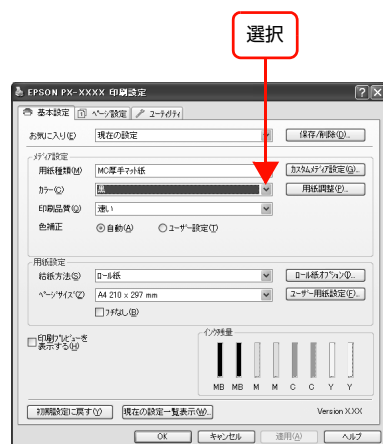 選択
EPSON PX-XXXX 印刷設定
基本設定 ページ設定 ユーティリティ
お気に入り(E) 現在の設定 保存/削除(D)...
メディア設定
用紙種類(M) MC厚手マット紙 カスタムメディア設定(G)...
カラー(C) 黒 用紙調整(P)...
印刷品質(Q) 速い
色補正 自動(A) ユーザー設定(T)
用紙設定
給紙方法(S) ロール紙 ロール紙オプション(I)...
ページサイズ(Z) A4 210 x 297 mm ユーザー用紙設定(F)...
フチなし(B)
印刷プレビューを
表示する(H)
インク残量
MB MB M M C C Y Y
初期設定に戻す(Y) 現在の設定一覧表示(W)... Version X.XX
OK キャンセル 適用(A) ヘルプ